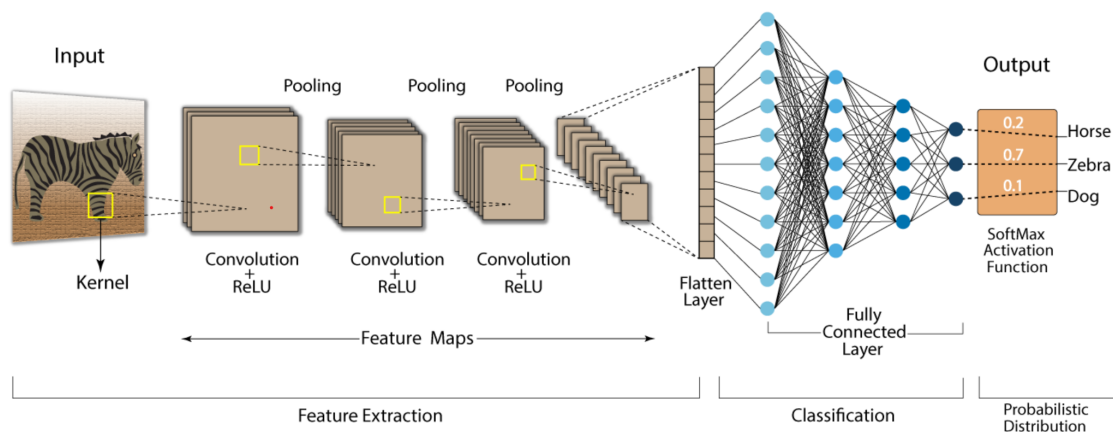 Input
Pooling
Pooling
Pooling
Output
0.2
Horse
0.7
Zebra
0.1
Dog
Kernel
Convolution
+
ReLU
Convolution
+
ReLU
Convolution
+
ReLU
Flatten
Layer
SoftMax
Activation
Function
Feature Maps
Fully
Connected
Layer
Feature Extraction
Classification
Probabilistic
Distribution